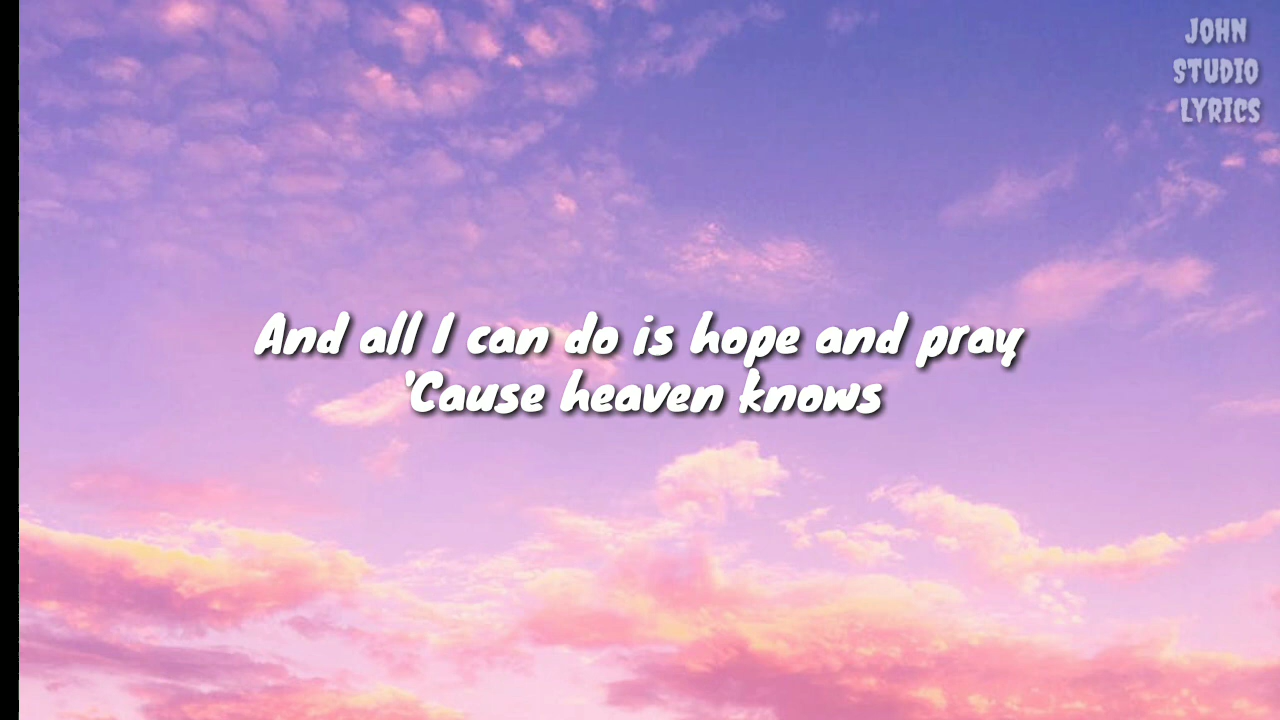 JOHN
STUDIO
LYRICS
And all I can do is hope and pray
'Cause heaven knows